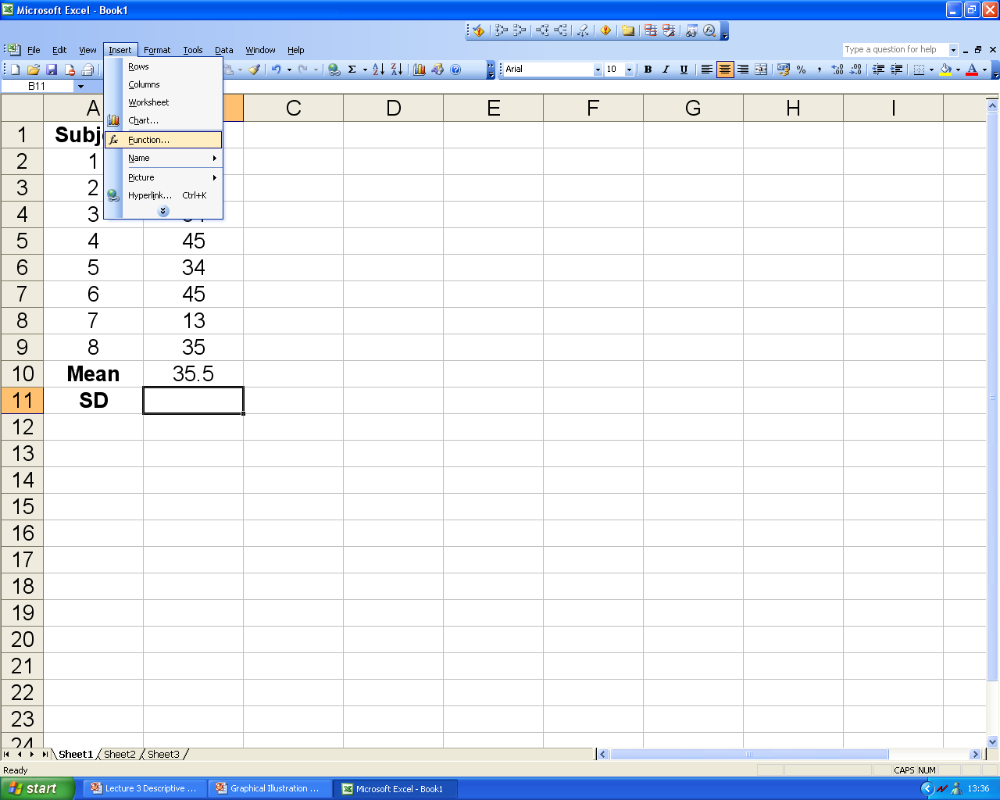 Microsoft Excel - Book1
File Edit View Insert Format Tools Data Window Help
Type a question for help
Arial 10 B I U % ,
B11
Rows
Columns
Worksheet
Chart...
Function...
Name
Picture
Hyperlink... Ctrl+K
A C D E F G H I
1 Subj
2 1
3 2
4 3
5 4 45
6 5 34
7 6 45
8 7 13
9 8 35
10 Mean 35.5
11 SD
12
13
14
15
16
17
18
19
20
21
22
23
24
Sheet1 Sheet2 Sheet3
Ready
CAPS NUM
start Lecture 3 Descriptive ... Graphical Illustration ... Microsoft Excel - Book1 13:36